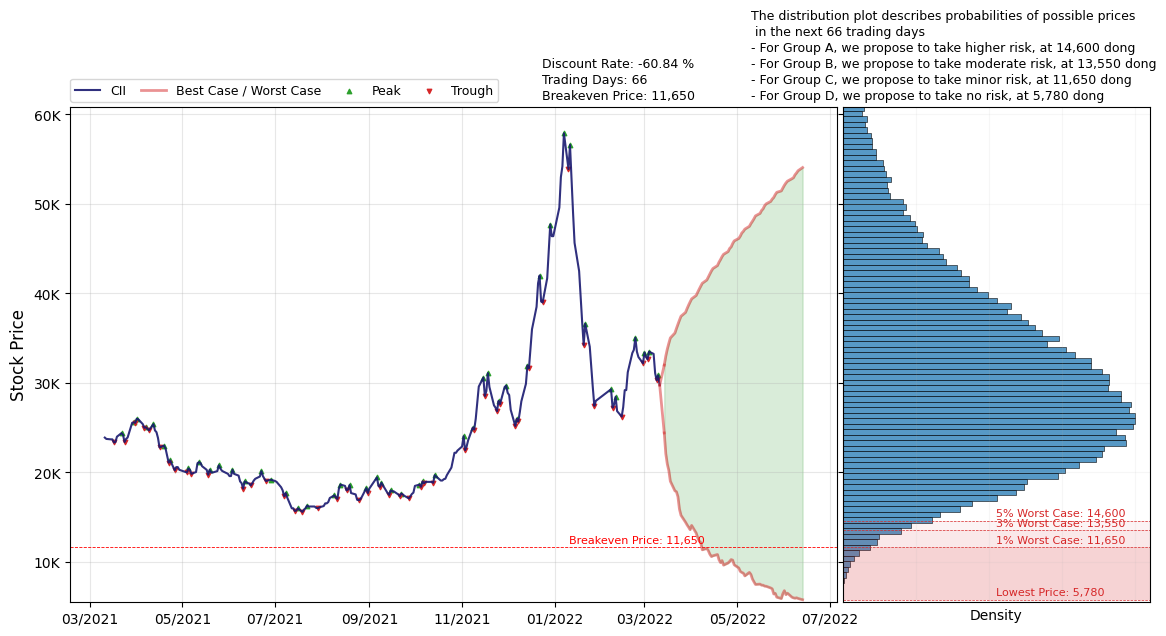 The distribution plot describes probabilities of possible prices
in the next 66 trading days
- For Group A, we propose to take higher risk, at 14,600 dong
- For Group B, we propose to take moderate risk, at 13,550 dong
- For Group C, we propose to take minor risk, at 11,650 dong
- For Group D, we propose to take no risk, at 5,780 dong
Discount Rate: -60.84 %
Trading Days: 66
Breakeven Price: 11,650
CII Best Case / Worst Case Peak Trough
60K
50K
40K
30K
20K
10K
Stock Price
Breakeven Price: 11,650
5% Worst Case: 14,600
3% Worst Case: 13,550
1% Worst Case: 11,650
Lowest Price: 5,780
03/2021 05/2021 07/2021 09/2021 11/2021 01/2022 03/2022 05/2022 07/2022
Density